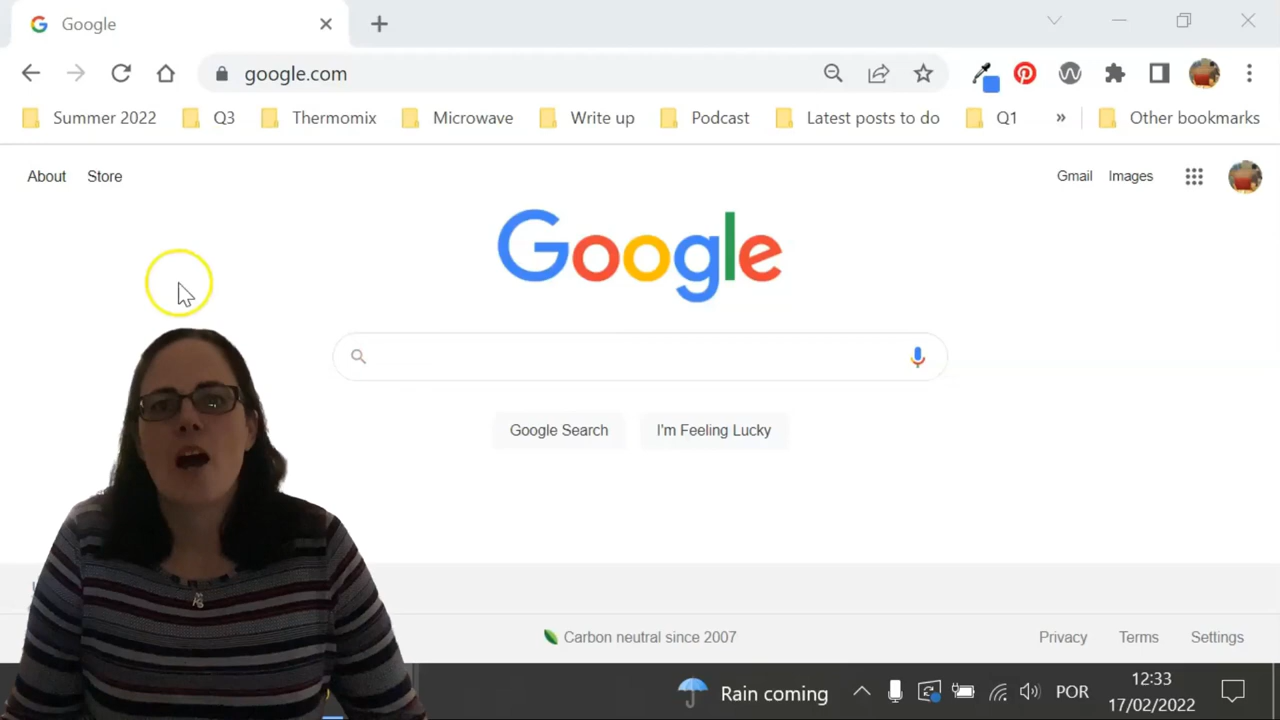 Google
google.com
Summer 2022 Q3 Thermomix Microwave Write up Podcast Latest posts to do Q1 » Other bookmarks
About Store Gmail Images
Google
Google Search I'm Feeling Lucky
Carbon neutral since 2007 Privacy Terms Settings
Rain coming POR 12:33
17/02/2022